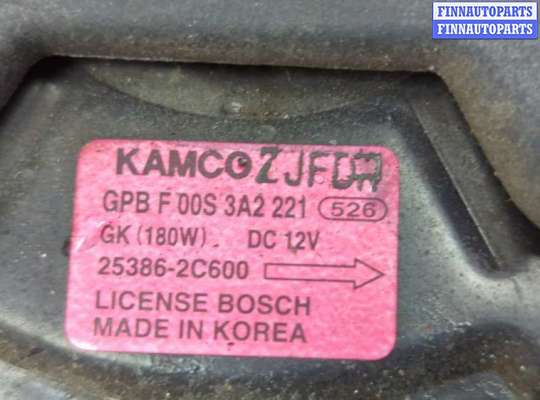 FINNAUTOPARTS
FINNAUTOPARTS
KAMCO ZJFDA
GPB F 00S 3A2 221 526
GK (180W) DC 12V
25386-2C600
LICENSE BOSCH
MADE IN KOREA